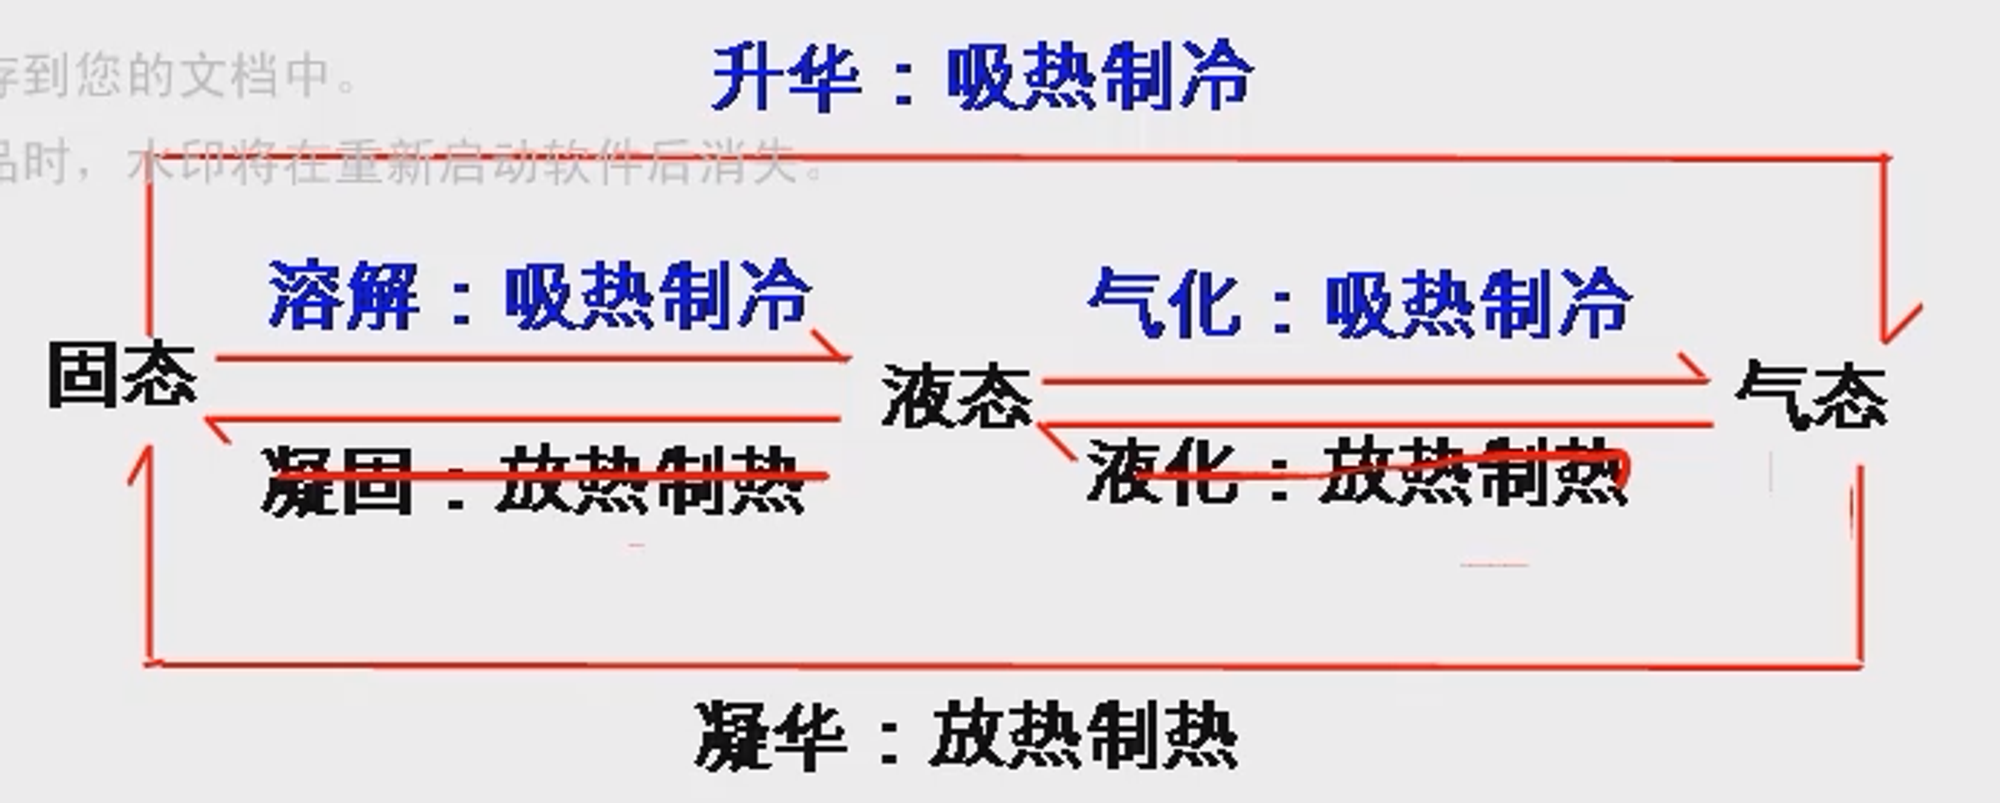 存到您的文档中。
升华：吸热制冷
品时，水印将在重新启动软件后消失。
溶解：吸热制冷
气化：吸热制冷
固态
液态
气态
凝固：放热制热
液化：放热制热
凝华：放热制热